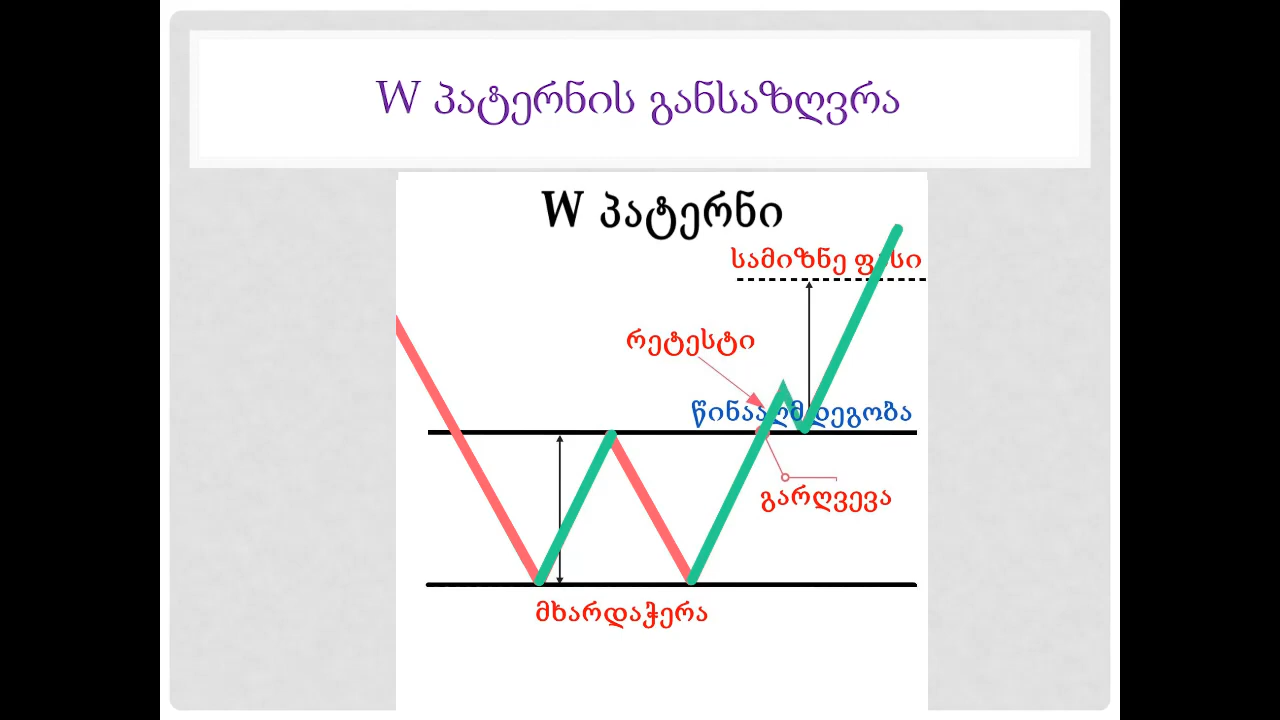 W პატერნის განსაზღვრა
W პატერნი
სამიზნე ფასი
რეტესტი
წინააღმდეგობა
გარღვევა
მხარდაჭერა